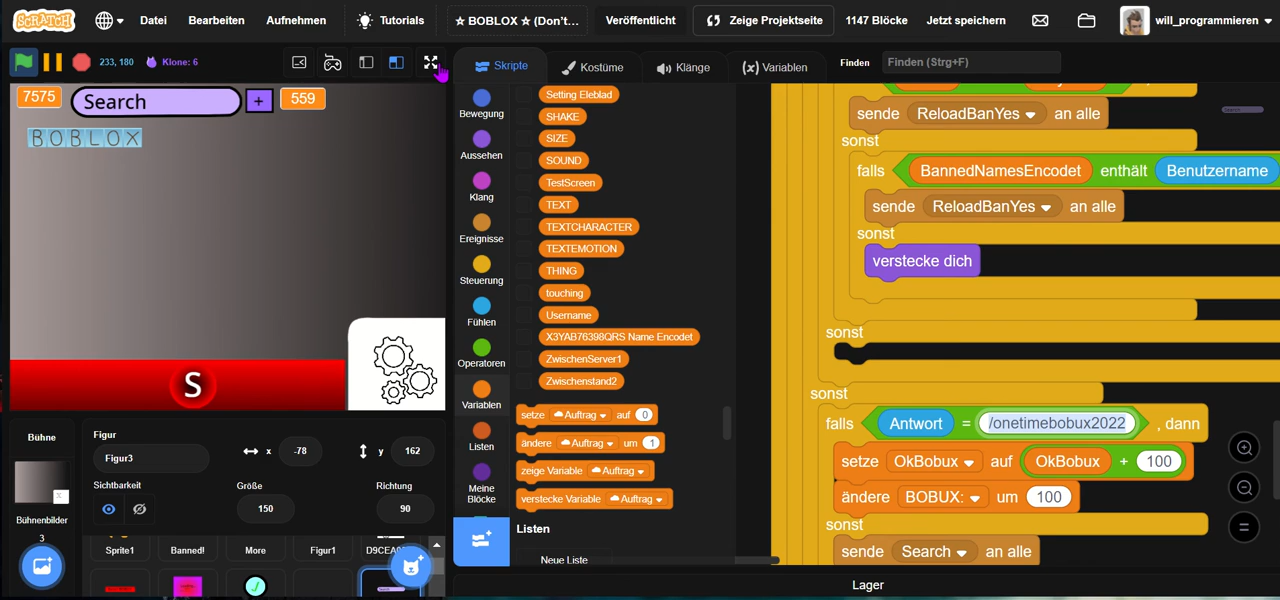 SCRATCH Datei Bearbeiten Aufnehmen Tutorials ★ BOBLOX ★ (Don't... Veröffentlicht Zeige Projektseite 1147 Blöcke Jetzt speichern will_programmieren
233, 180 Klone: 6 Skripte Kostüme Klänge (x) Variablen Finden Finden (Strg+F)
7575 Search + 559
BOBLOX
S
Figur
Figur3 x -78 y 162
Sichtbarkeit Größe Richtung
150 90
Bühne
Bühnenbilder
3
Sprite1 Banned! More Figur1 D9CEA0
Bewegung
Aussehen
Klang
Ereignisse
Steuerung
Fühlen
Operatoren
Variablen
Listen
Meine
Blöcke
Setting Eleblad
SHAKE
SIZE
SOUND
TestScreen
TEXT
TEXTCHARACTER
TEXTEMOTION
THING
touching
Username
X3YAB76398QRS Name Encodet
ZwischenServer1
Zwischenstand2
setze Auftrag auf 0
ändere Auftrag um 1
zeige Variable Auftrag
verstecke Variable Auftrag
Listen
Neue Liste
sende ReloadBanYes an alle
sonst
falls BannedNamesEncodet enthält Benutzername
sende ReloadBanYes an alle
sonst
verstecke dich
sonst
sonst
falls Antwort = /onetimebobux2022 , dann
setze OkBobux auf OkBobux + 100
ändere BOBUX: um 100
sonst
sende Search an alle
Lager